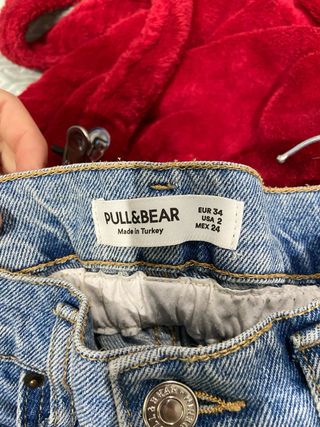 PULL&BEAR
Made in Turkey
EUR 34
USA 2
MEX 24